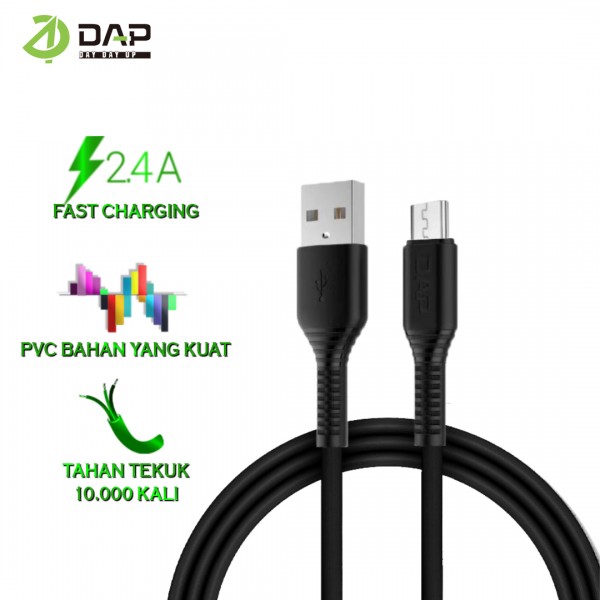 DAP
DAY DAY UP
2.4A
FAST CHARGING
DAP
PVC BAHAN YANG KUAT
TAHAN TEKUK
10.000 KALI